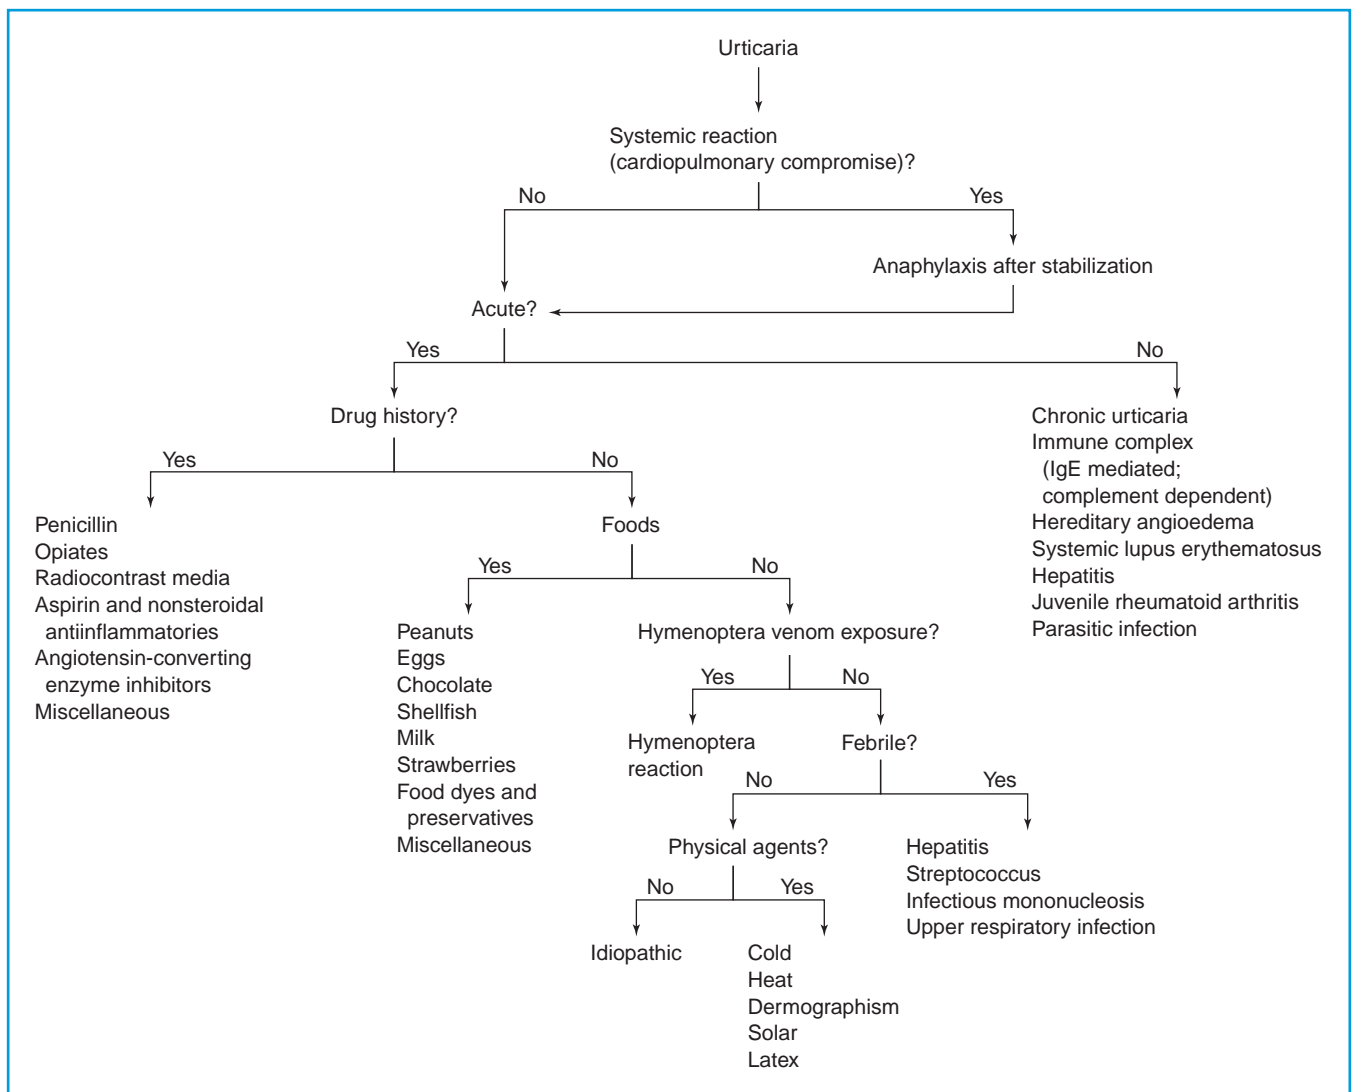 Urticaria
Systemic reaction
(cardiopulmonary compromise)?
No
Yes
Anaphylaxis after stabilization
Acute?
Yes
No
Drug history?
Yes
No
Penicillin
Opiates
Radiocontrast media
Aspirin and nonsteroidal
antiinflammatories
Angiotensin-converting
enzyme inhibitors
Miscellaneous
Foods
Yes
No
Peanuts
Eggs
Chocolate
Shellfish
Milk
Strawberries
Food dyes and
preservatives
Miscellaneous
Hymenoptera venom exposure?
Yes
No
Hymenoptera
reaction
Febrile?
No
Yes
Physical agents?
No
Yes
Idiopathic
Cold
Heat
Dermographism
Solar
Latex
Hepatitis
Streptococcus
Infectious mononucleosis
Upper respiratory infection
Chronic urticaria
Immune complex
(IgE mediated;
complement dependent)
Hereditary angioedema
Systemic lupus erythematosus
Hepatitis
Juvenile rheumatoid arthritis
Parasitic infection